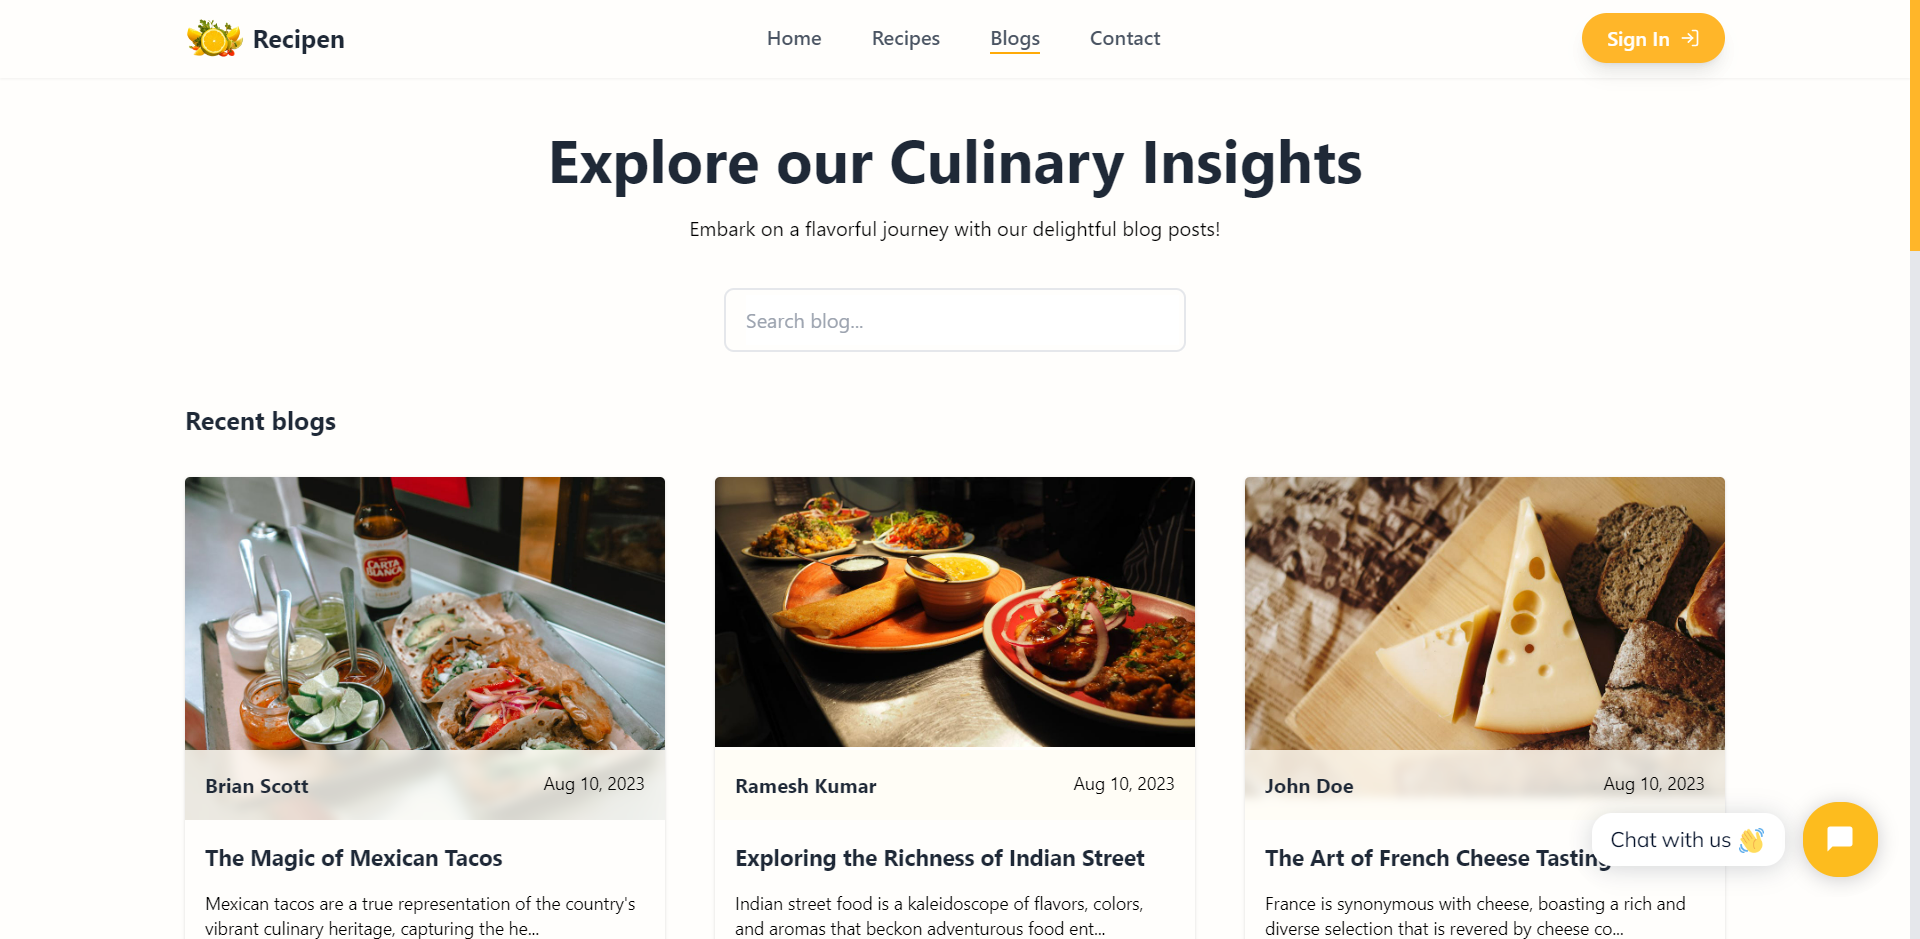 Recipen
Home
Recipes
Blogs
Contact
Sign In
Explore our Culinary Insights
Embark on a flavorful journey with our delightful blog posts!
Search blog...
Recent blogs
CARTA
BLANCA
Brian Scott
Aug 10, 2023
The Magic of Mexican Tacos
Mexican tacos are a true representation of the country's
vibrant culinary heritage, capturing the he...
Ramesh Kumar
Aug 10, 2023
Exploring the Richness of Indian Street
Indian street food is a kaleidoscope of flavors, colors,
and aromas that beckon adventurous food ent...
John Doe
Aug 10, 2023
The Art of French Cheese Tasting
France is synonymous with cheese, boasting a rich and
diverse selection that is revered by cheese co...
Chat with us 👋